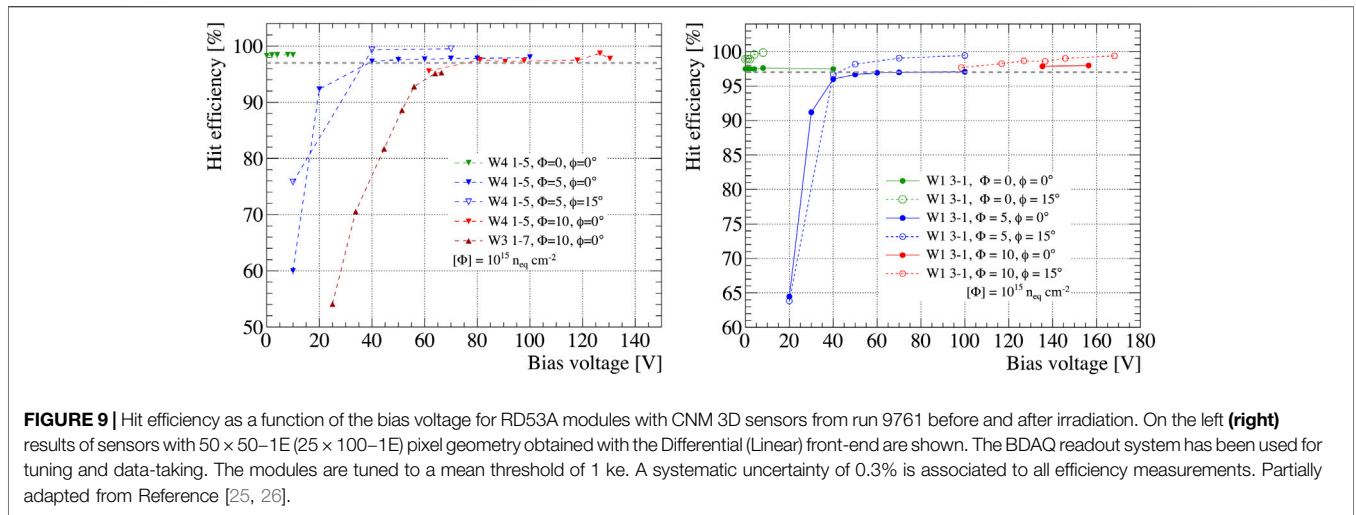 Hit efficiency [%]
100
90
80
70
60
50
W4 1-5, Φ=0, ϕ=0°
W4 1-5, Φ=5, ϕ=0°
W4 1-5, Φ=5, ϕ=15°
W4 1-5, Φ=10, ϕ=0°
W3 1-7, Φ=10, ϕ=0°
[Φ] = 10¹⁵ n_eq cm⁻²
0 20 40 60 80 100 120 140
Bias voltage [V]
Hit efficiency [%]
100
95
90
85
80
75
70
65
60
W1 3-1, Φ = 0, ϕ = 0°
W1 3-1, Φ = 0, ϕ = 15°
W1 3-1, Φ = 5, ϕ = 0°
W1 3-1, Φ = 5, ϕ = 15°
W1 3-1, Φ = 10, ϕ = 0°
W1 3-1, Φ = 10, ϕ = 15°
[Φ] = 10¹⁵ n_eq cm⁻²
0 20 40 60 80 100 120 140 160 180
Bias voltage [V]
FIGURE 9 | Hit efficiency as a function of the bias voltage for RD53A modules with CNM 3D sensors from run 9761 before and after irradiation. On the left (right)
results of sensors with 50 × 50–1E (25 × 100–1E) pixel geometry obtained with the Differential (Linear) front-end are shown. The BDAQ readout system has been used for
tuning and data-taking. The modules are tuned to a mean threshold of 1 ke. A systematic uncertainty of 0.3% is associated to all efficiency measurements. Partially
adapted from Reference [25, 26].